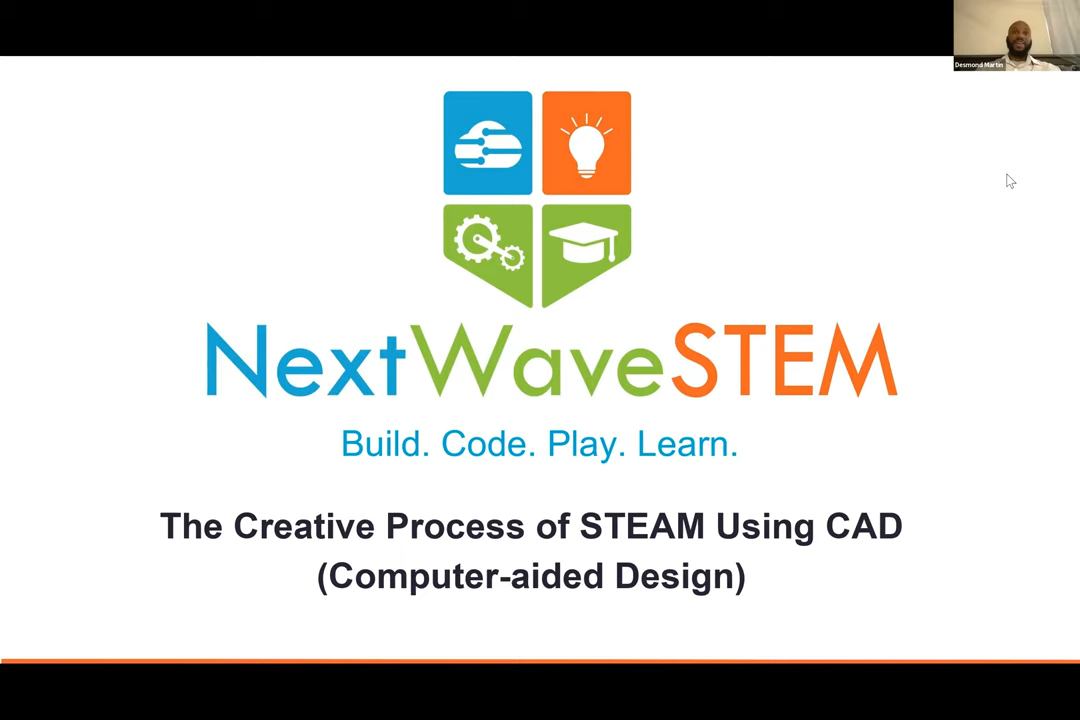 Desmond Martin
NextWaveSTEM
Build. Code. Play. Learn.
The Creative Process of STEAM Using CAD
(Computer-aided Design)